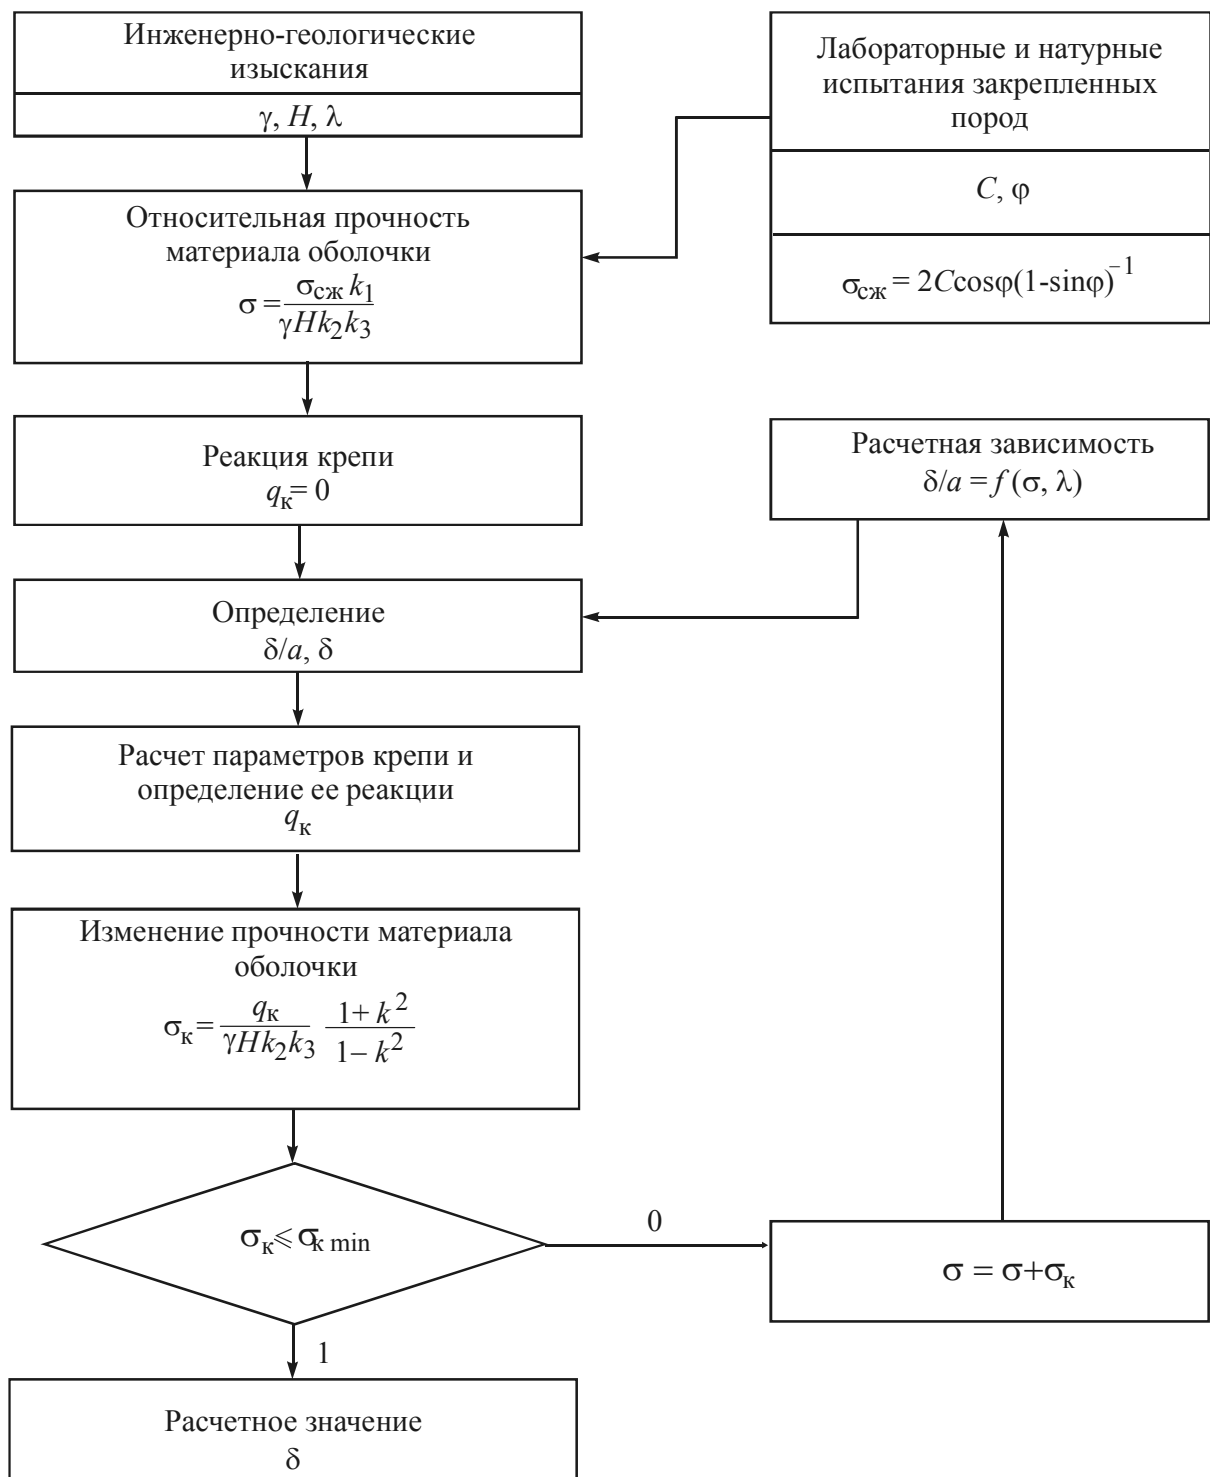 Инженерно-геологические
изыскания
γ, H, λ
Лабораторные и натурные
испытания закрепленных
пород
C, φ
σсж = 2Ccosφ(1-sinφ)⁻¹
Относительная прочность
материала оболочки
σ = σсж k₁ / γHk₂k₃
Реакция крепи
qк = 0
Расчетная зависимость
δ/a = f (σ, λ)
Определение
δ/a, δ
Расчет параметров крепи и
определение ее реакции
qк
Изменение прочности материала
оболочки
σк = qк / γHk₂k₃ 1+ k² / 1– k²
σк ⩽ σк min
0
σ = σ+σк
1
Расчетное значение
δ